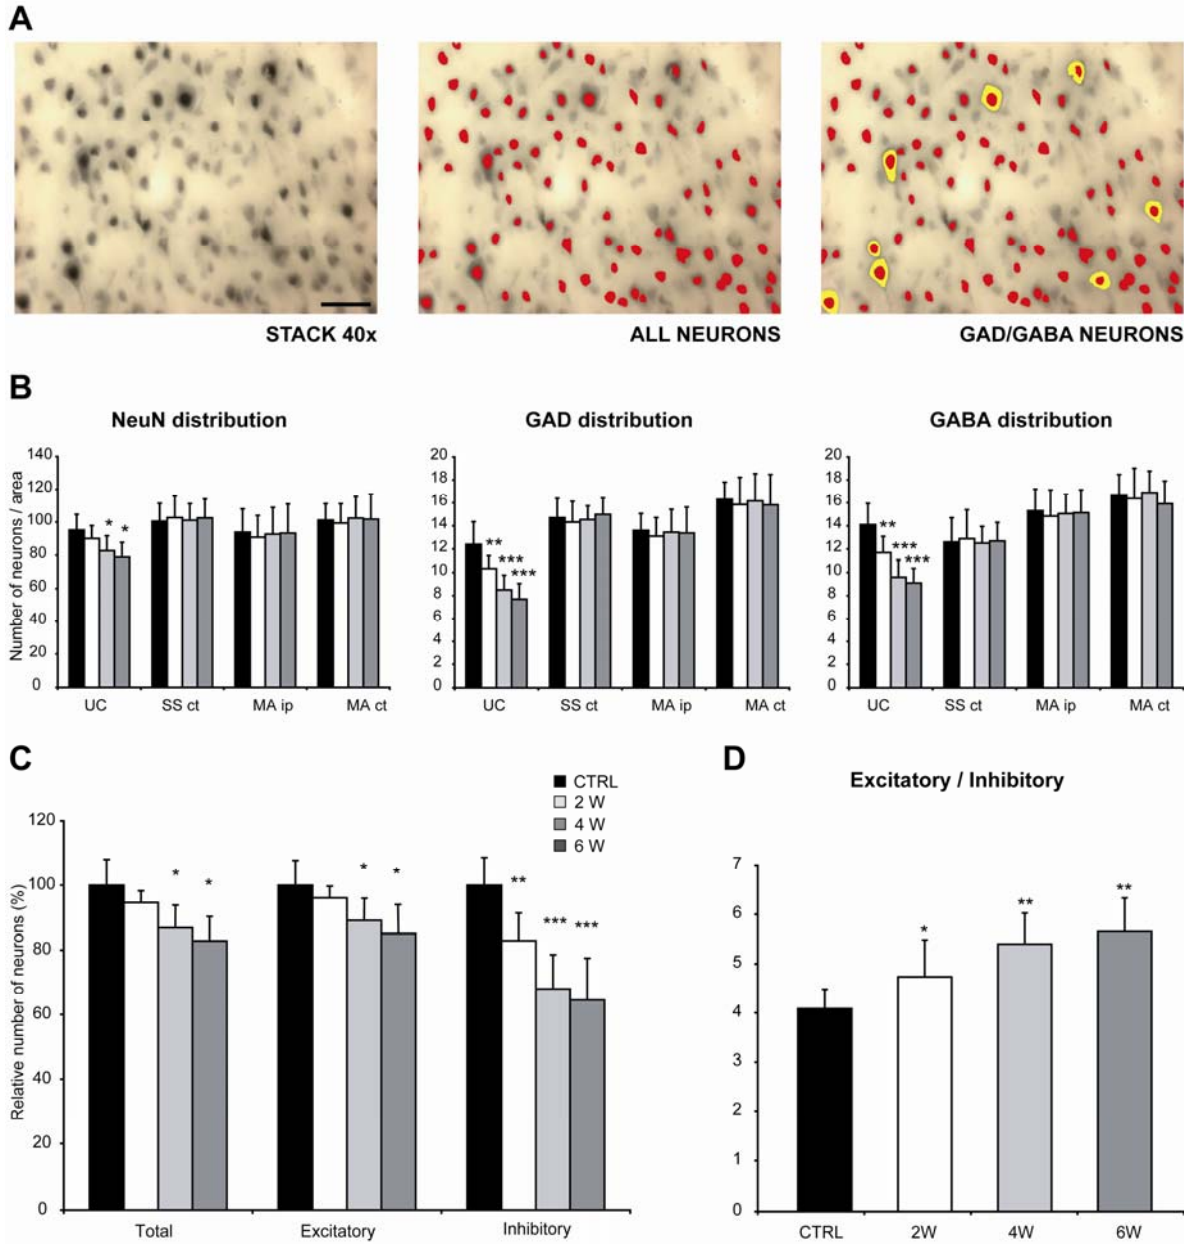 A
STACK 40x
ALL NEURONS
GAD/GABA NEURONS
B
NeuN distribution
GAD distribution
GABA distribution
Number of neurons / area
140
120
100
80
60
40
20
0
* *
UC
SS ct
MA ip
MA ct
20
18
16
14
12
10
8
6
4
2
0
**
***
***
UC
SS ct
MA ip
MA ct
20
18
16
14
12
10
8
6
4
2
0
**
***
***
UC
SS ct
MA ip
MA ct
C
CTRL
2 W
4 W
6 W
Relative number of neurons (%)
120
100
80
60
40
20
0
* *
* *
**
*** ***
Total
Excitatory
Inhibitory
D
Excitatory / Inhibitory
7
6
5
4
3
2
1
0
*
**
**
CTRL
2W
4W
6W